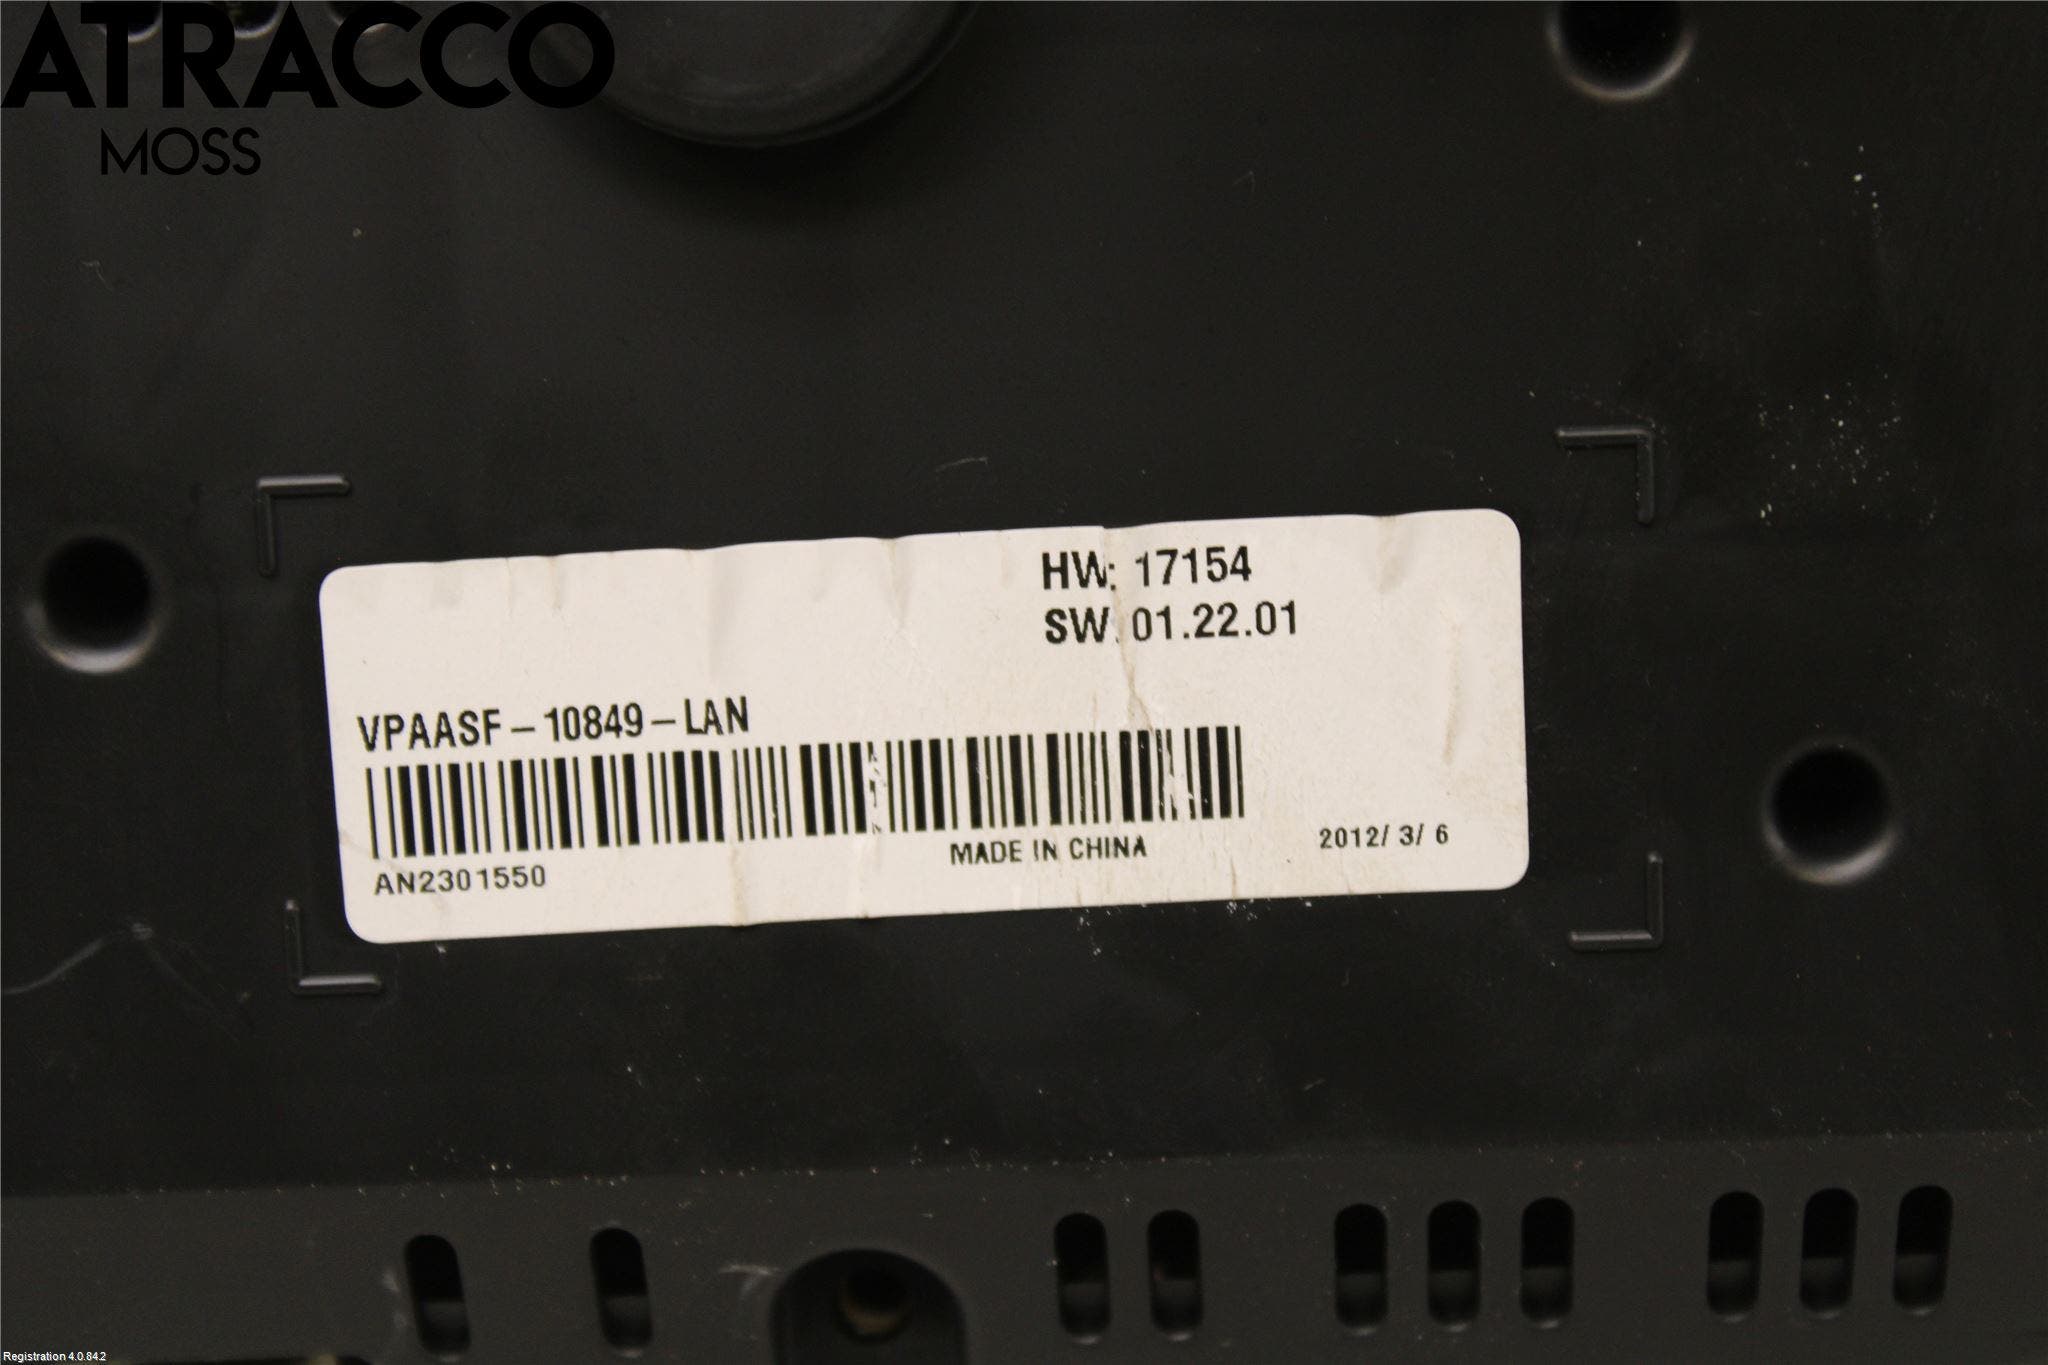 ATRACCO
MOSS
HW: 17154
SW: 01.22.01
VPAASF-10849-LAN
AN2301550
MADE IN CHINA
2012/ 3/ 6
Registration 4.0.84.2